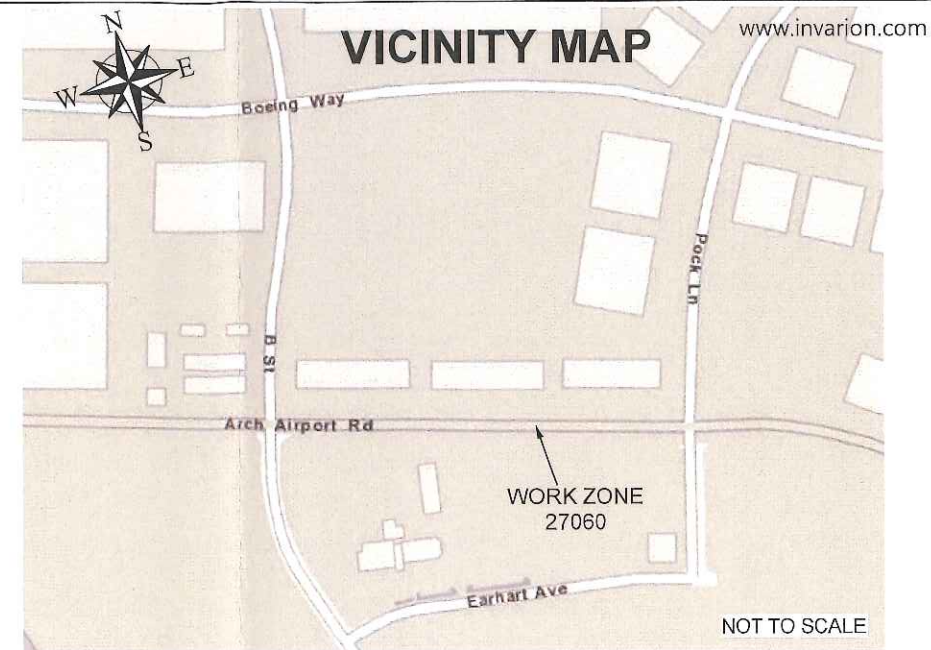 www.invarion.com
VICINITY MAP
N
W
E
S
Boeing Way
Pock Ln
B St
Arch Airport Rd
WORK ZONE
27060
Earhart Ave
NOT TO SCALE